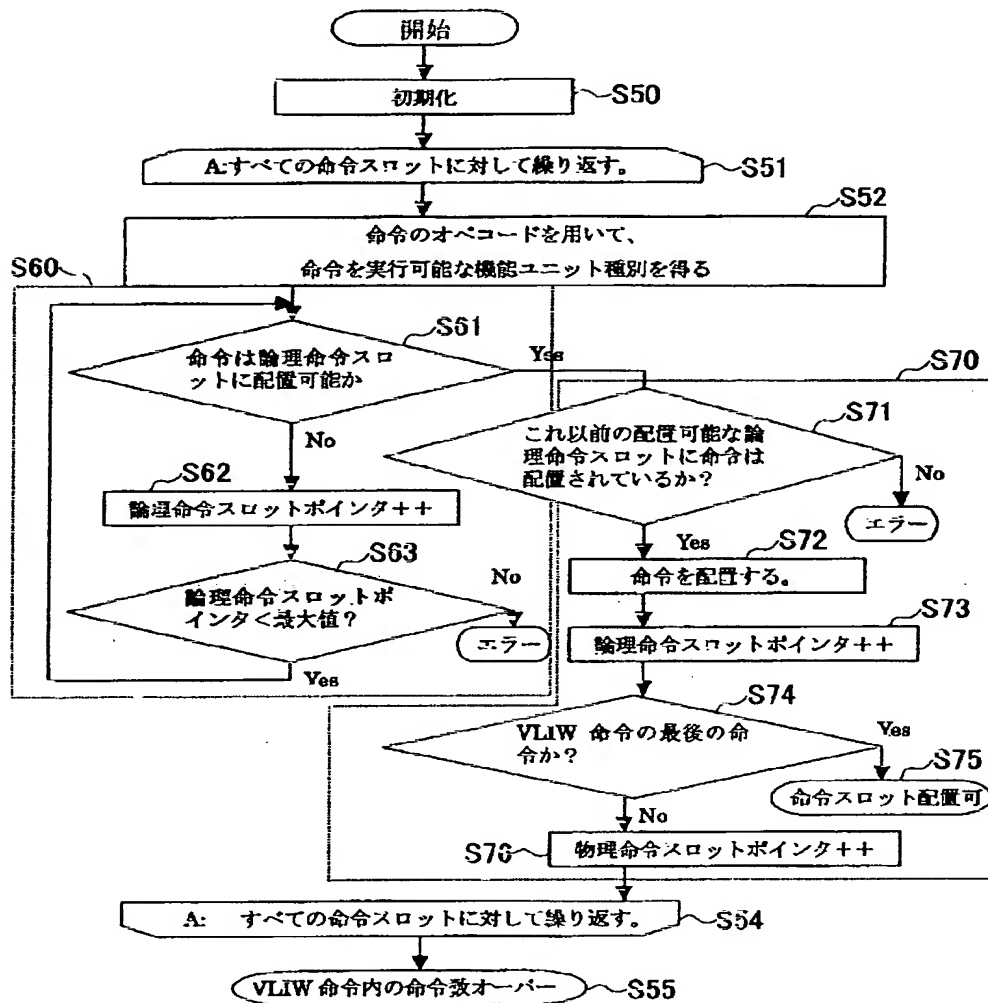 開始
初期化
S50
A:すべての命令スロットに対して繰り返す。
S51
S52
命令のオペコードを用いて、
命令を実行可能な機能ユニット種別を得る
S60
S61
命令は論理命令スロ
ットに配置可能か
Yes
No
S70
S71
これ以前の配置可能な論
理命令スロットに命令は
配置されているか?
No
エラー
Yes
S62
論理命令スロットポインタ++
S63
論理命令スロットポ
インタ<最大値?
No
エラー
Yes
S72
命令を配置する。
S73
論理命令スロットポインタ++
S74
VLIW 命令の最後の命
令か?
Yes
S75
命令スロット配置可
No
S76
物理命令スロットポインタ++
A: すべての命令スロットに対して繰り返す。
S54
VLIW 命令内の命令数オーバー
S55